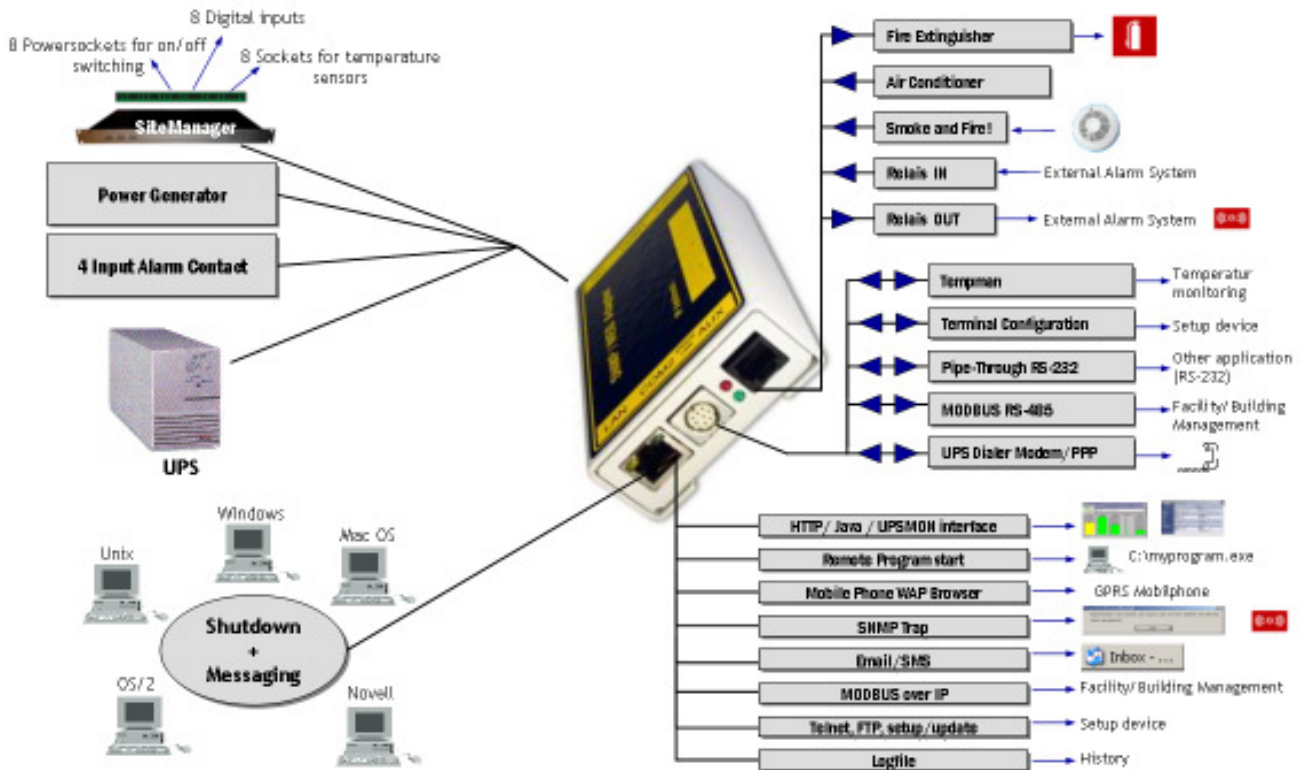 8 Digital inputs
8 Powersockets for on/off
switching
8 Sockets for temperature
sensors
SiteManager
Power Generator
4 Input Alarm Contact
UPS
Windows
Unix
Mac OS
Shutdown
+
Messaging
OS/2
Novell
LAN
COM2
AUX
Fire Extinguisher
Air Conditioner
Smoke and Fire!
Relais IN
External Alarm System
Relais OUT
External Alarm System
Tempman
Temperatur
monitoring
Terminal Configuration
Setup device
Pipe-Through RS-232
Other application
(RS-232)
MODBUS RS-485
Facility/ Building
Management
UPS Dialer Modem/ PPP
HTTP/ Java / UPSMON interface
Remote Program start
C:\myprogram.exe
Mobile Phone WAP Browser
GPRS Mobilphone
SNMP Trap
Email/SMS
Inbox - ...
MODBUS over IP
Facility/ Building Management
Telnet, FTP, setup/update
Setup device
Logfile
History